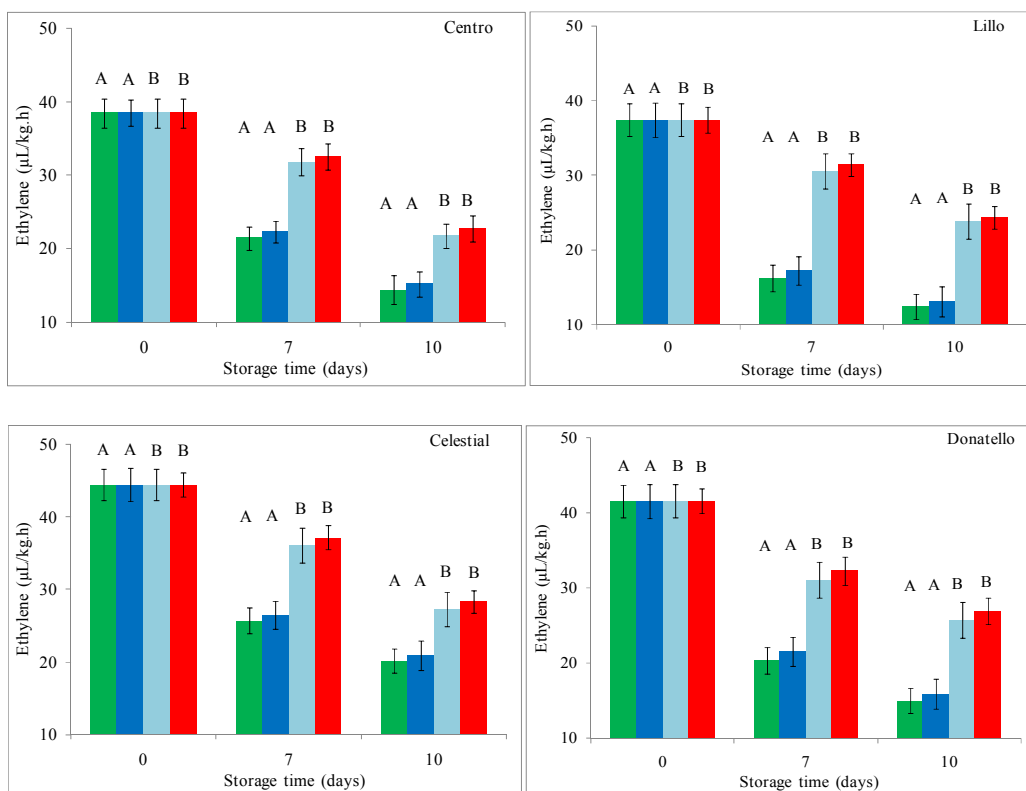 Centro
Ethylene (µL/kg.h)
50
40
30
20
10
A A B B
A A B B
A A B B
0 7 10
Storage time (days)
Lillo
Ethylene (µL/kg.h)
50
40
30
20
10
A A B B
A A B B
A A B B
0 7 10
Storage time (days)
Celestial
Ethylene (µL/kg.h)
50
40
30
20
10
A A B B
A A B B
A A B B
0 7 10
Storage time (days)
Donatello
Ethylene (µL/kg.h)
50
40
30
20
10
A A B B
A A B B
A A B B
0 7 10
Storage time (days)